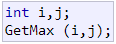 int i,j;
GetMax (i,j);